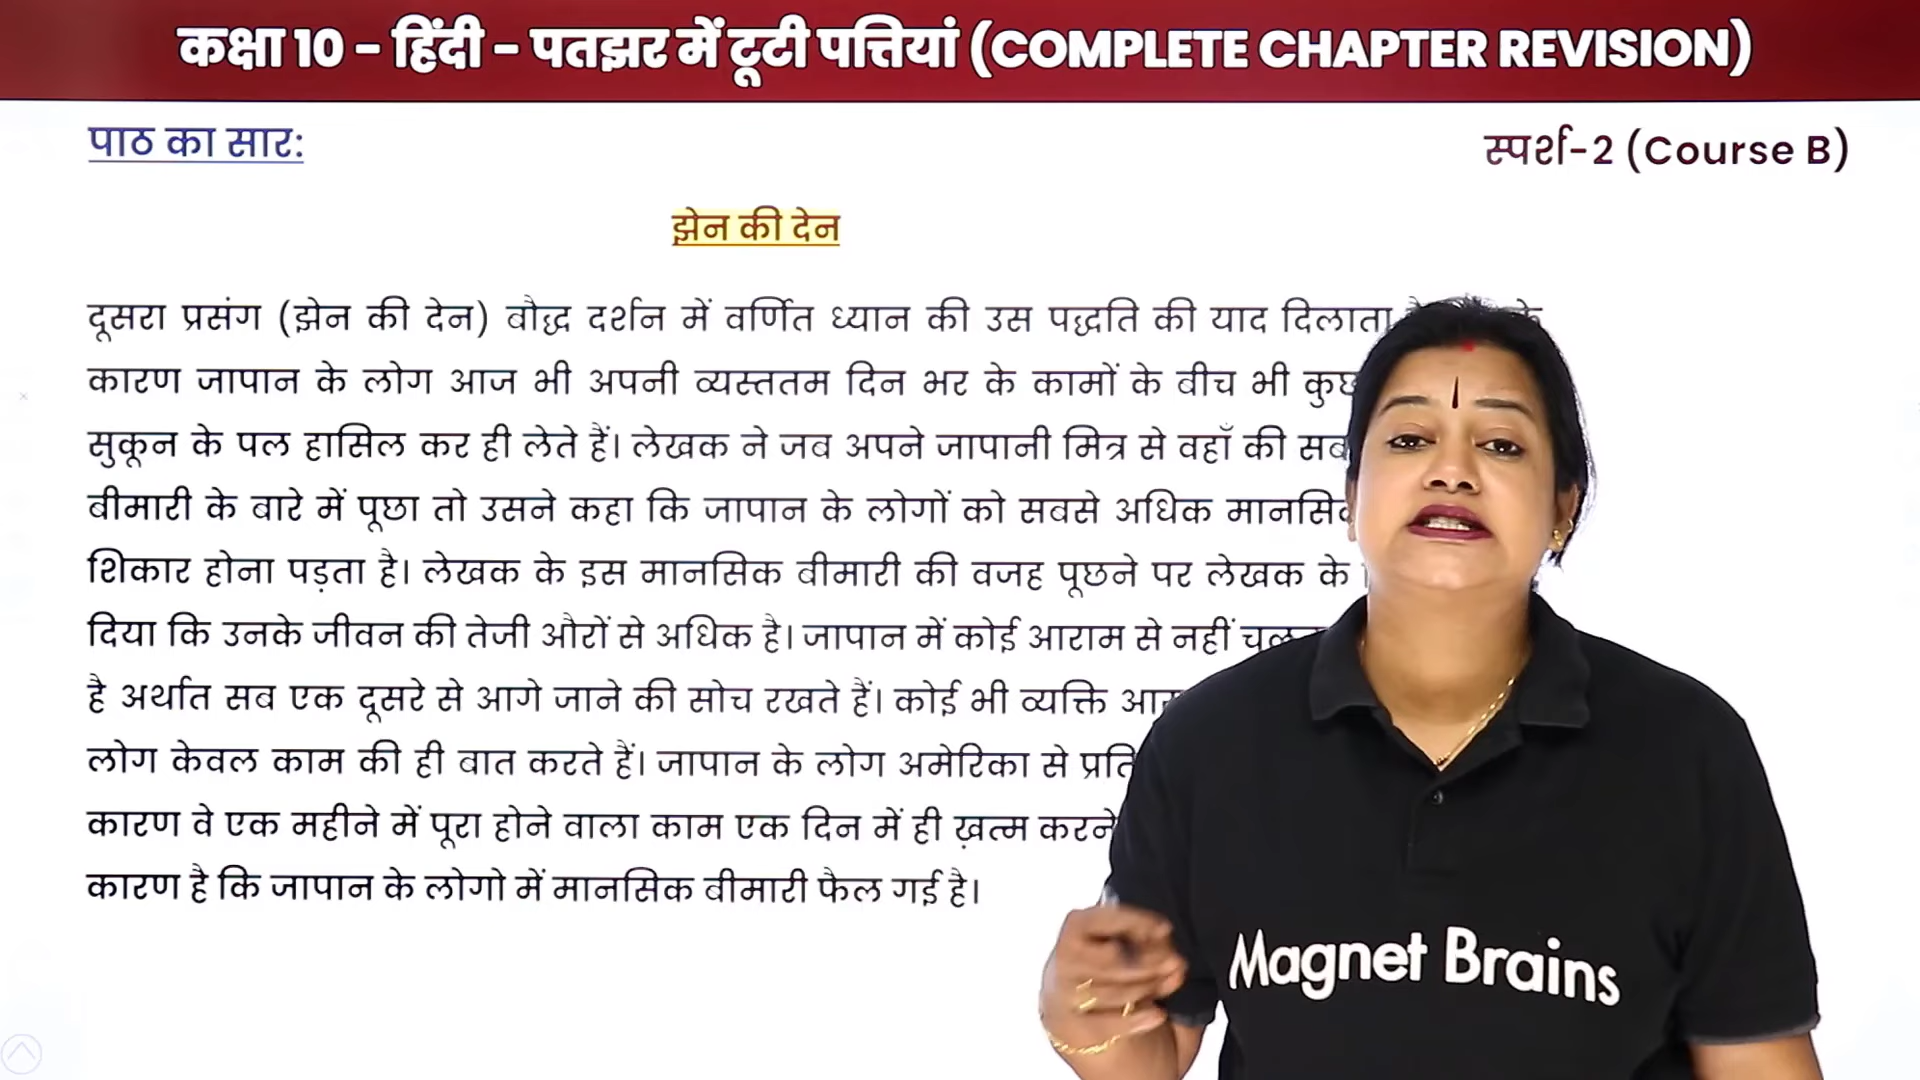 कक्षा 10 - हिंदी - पतझर में टूटी पत्तियां (COMPLETE CHAPTER REVISION)
पाठ का सार:
स्पर्श-2 (Course B)
झेन की देन
दूसरा प्रसंग (झेन की देन) बौद्ध दर्शन में वर्णित ध्यान की उस पद्धति की याद दिलाता
कारण जापान के लोग आज भी अपनी व्यस्ततम दिन भर के कामों के बीच भी
सुकून के पल हासिल कर ही लेते हैं। लेखक ने जब अपने जापानी मित्र से वहाँ की
बीमारी के बारे में पूछा तो उसने कहा कि जापान के लोगों को सबसे अधिक
शिकार होना पड़ता है। लेखक के इस मानसिक बीमारी की वजह पूछने पर लेखक के
दिया कि उनके जीवन की तेजी औरों से अधिक है। जापान में कोई आराम से नहीं
है अर्थात सब एक दूसरे से आगे जाने की सोच रखते हैं। कोई भी व्यक्ति
लोग केवल काम की ही बात करते हैं। जापान के लोग अमेरिका से
कारण वे एक महीने में पूरा होने वाला काम एक दिन में ही ख़त्म करने
कारण है कि जापान के लोगो में मानसिक बीमारी फैल गई है।
Magnet Brains